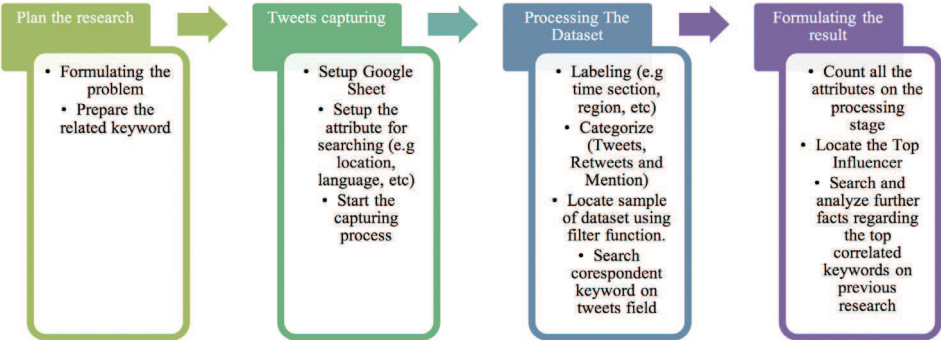 Plan the research
• Formulating the
problem
• Prepare the
related keyword
Tweets capturing
• Setup Google
Sheet
• Setup the
attribute for
searching (e.g
location,
language, etc)
• Start the
capturing
process
Processing The
Dataset
• Labeling (e.g
time section,
region, etc)
• Categorize
(Tweets,
Retweets and
Mention)
• Locate sample
of dataset using
filter function.
• Search
corespondent
keyword on
tweets field
Formulating the
result
• Count all the
attributes on the
processing
stage
• Locate the Top
Influencer
• Search and
analyze further
facts regarding
the top
correlated
keywords on
previous
research